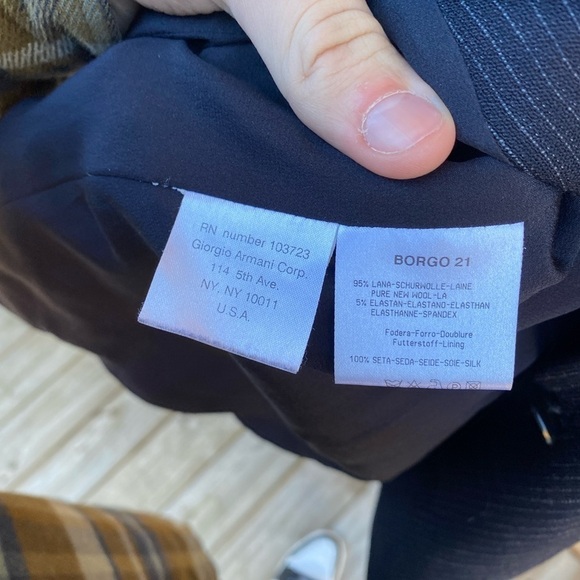 RN number 103723
Giorgio Armani Corp.
114 5th Ave.
NY. NY 10011
U.S.A.
BORGO 21
95% LANA-SCHURWOLLE-LAINE
PURE NEW WOOL-LA
5% ELASTAN-ELASTANO-ELASTHAN
ELASTHANNE-SPANDEX
Fodera-Forro-Doublure
Futterstoff-Lining
100% SETA-SEDA-SEIDE-SOIE-SILK